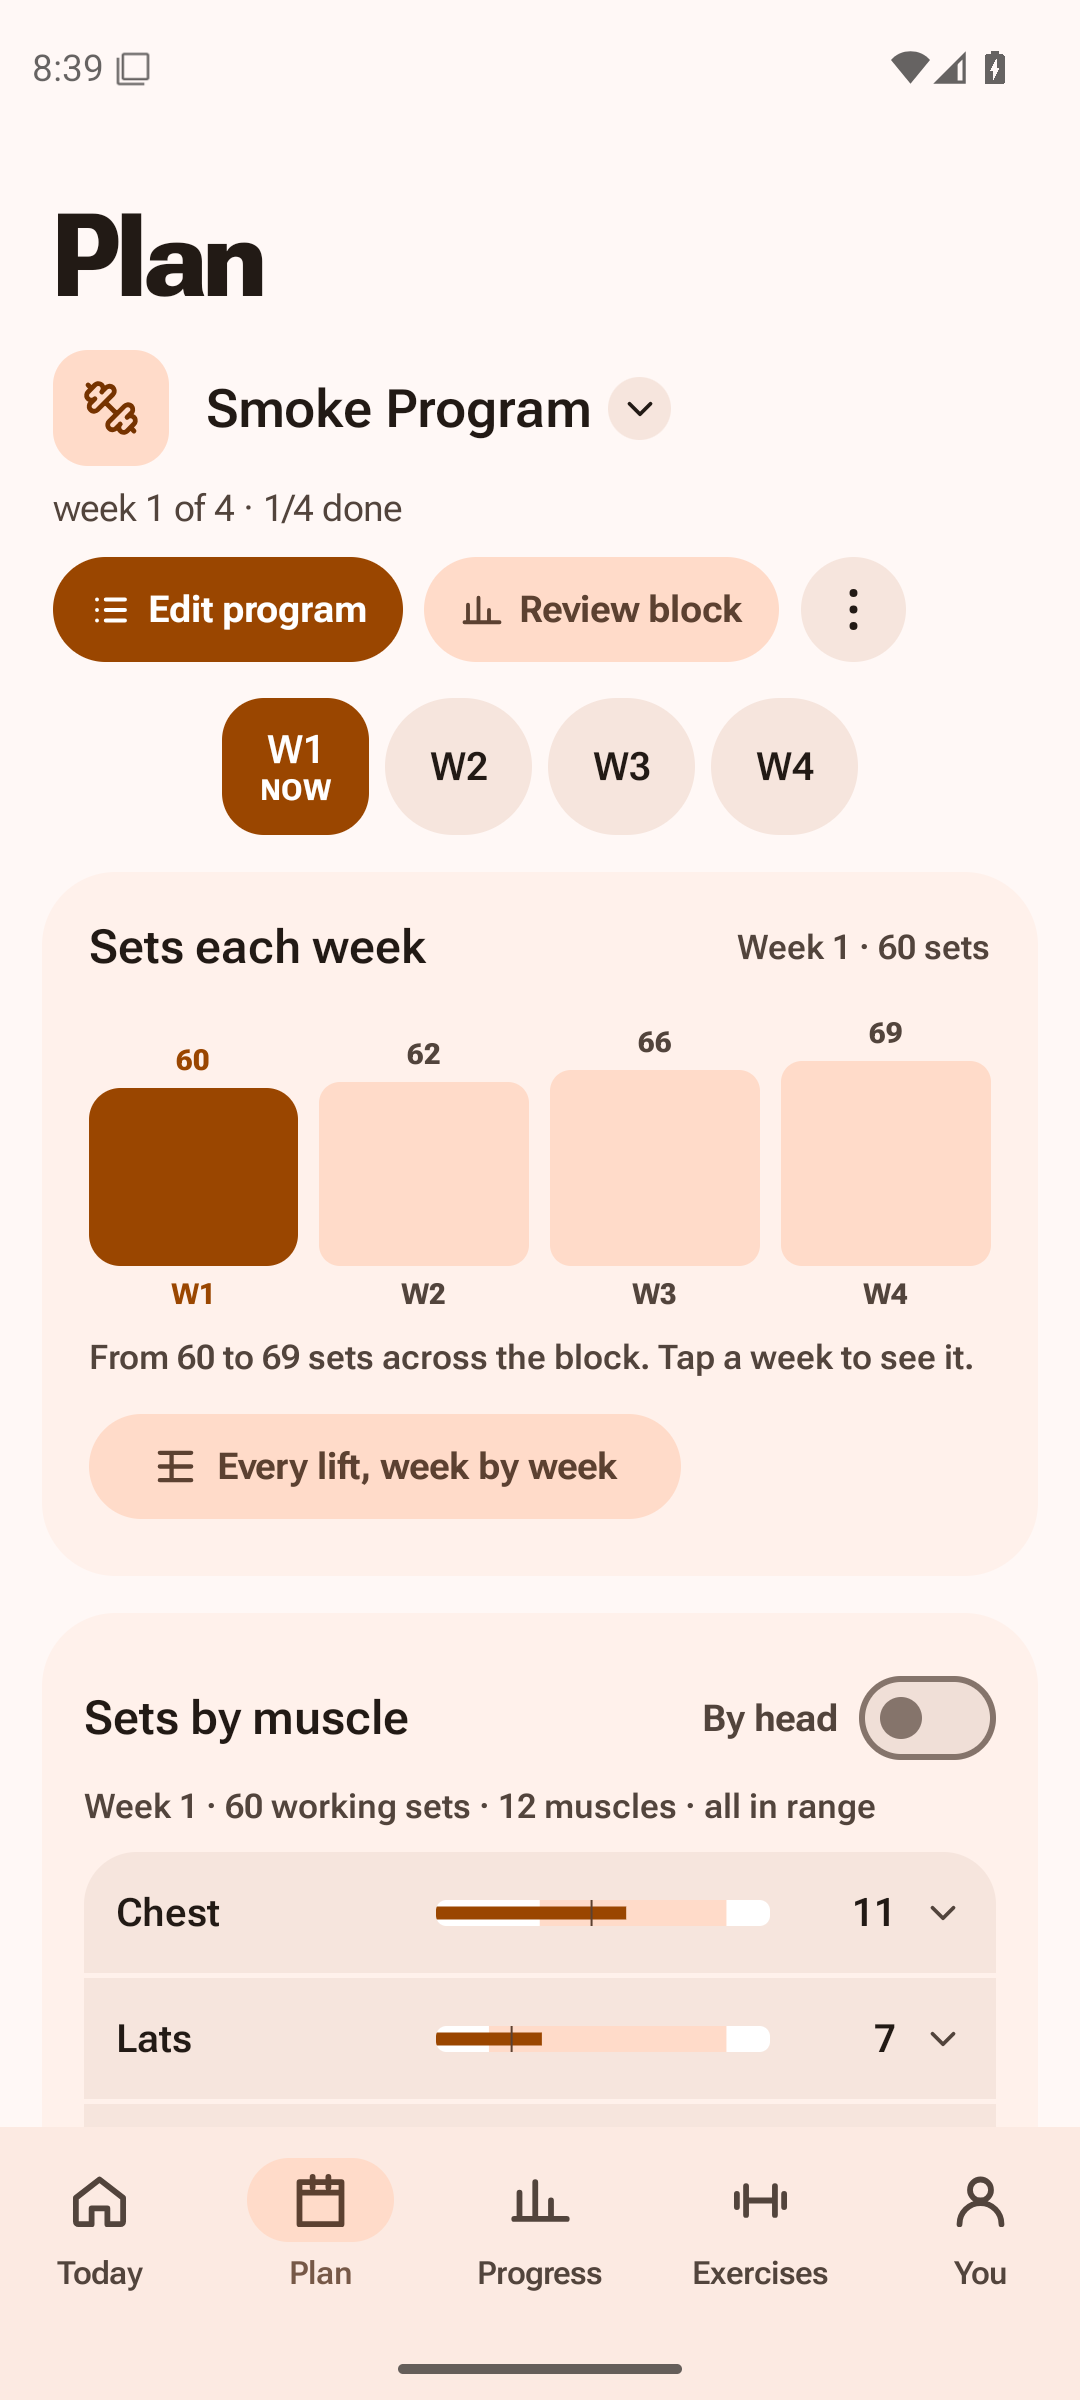 8:39
Plan
Smoke Program
week 1 of 4 · 1/4 done
Edit program
Review block
W1
NOW
W2
W3
W4
Sets each week
Week 1 · 60 sets
60
62
66
69
W1
W2
W3
W4
From 60 to 69 sets across the block. Tap a week to see it.
Every lift, week by week
Sets by muscle
By head
Week 1 · 60 working sets · 12 muscles · all in range
Chest
11
Lats
7
Today
Plan
Progress
Exercises
You